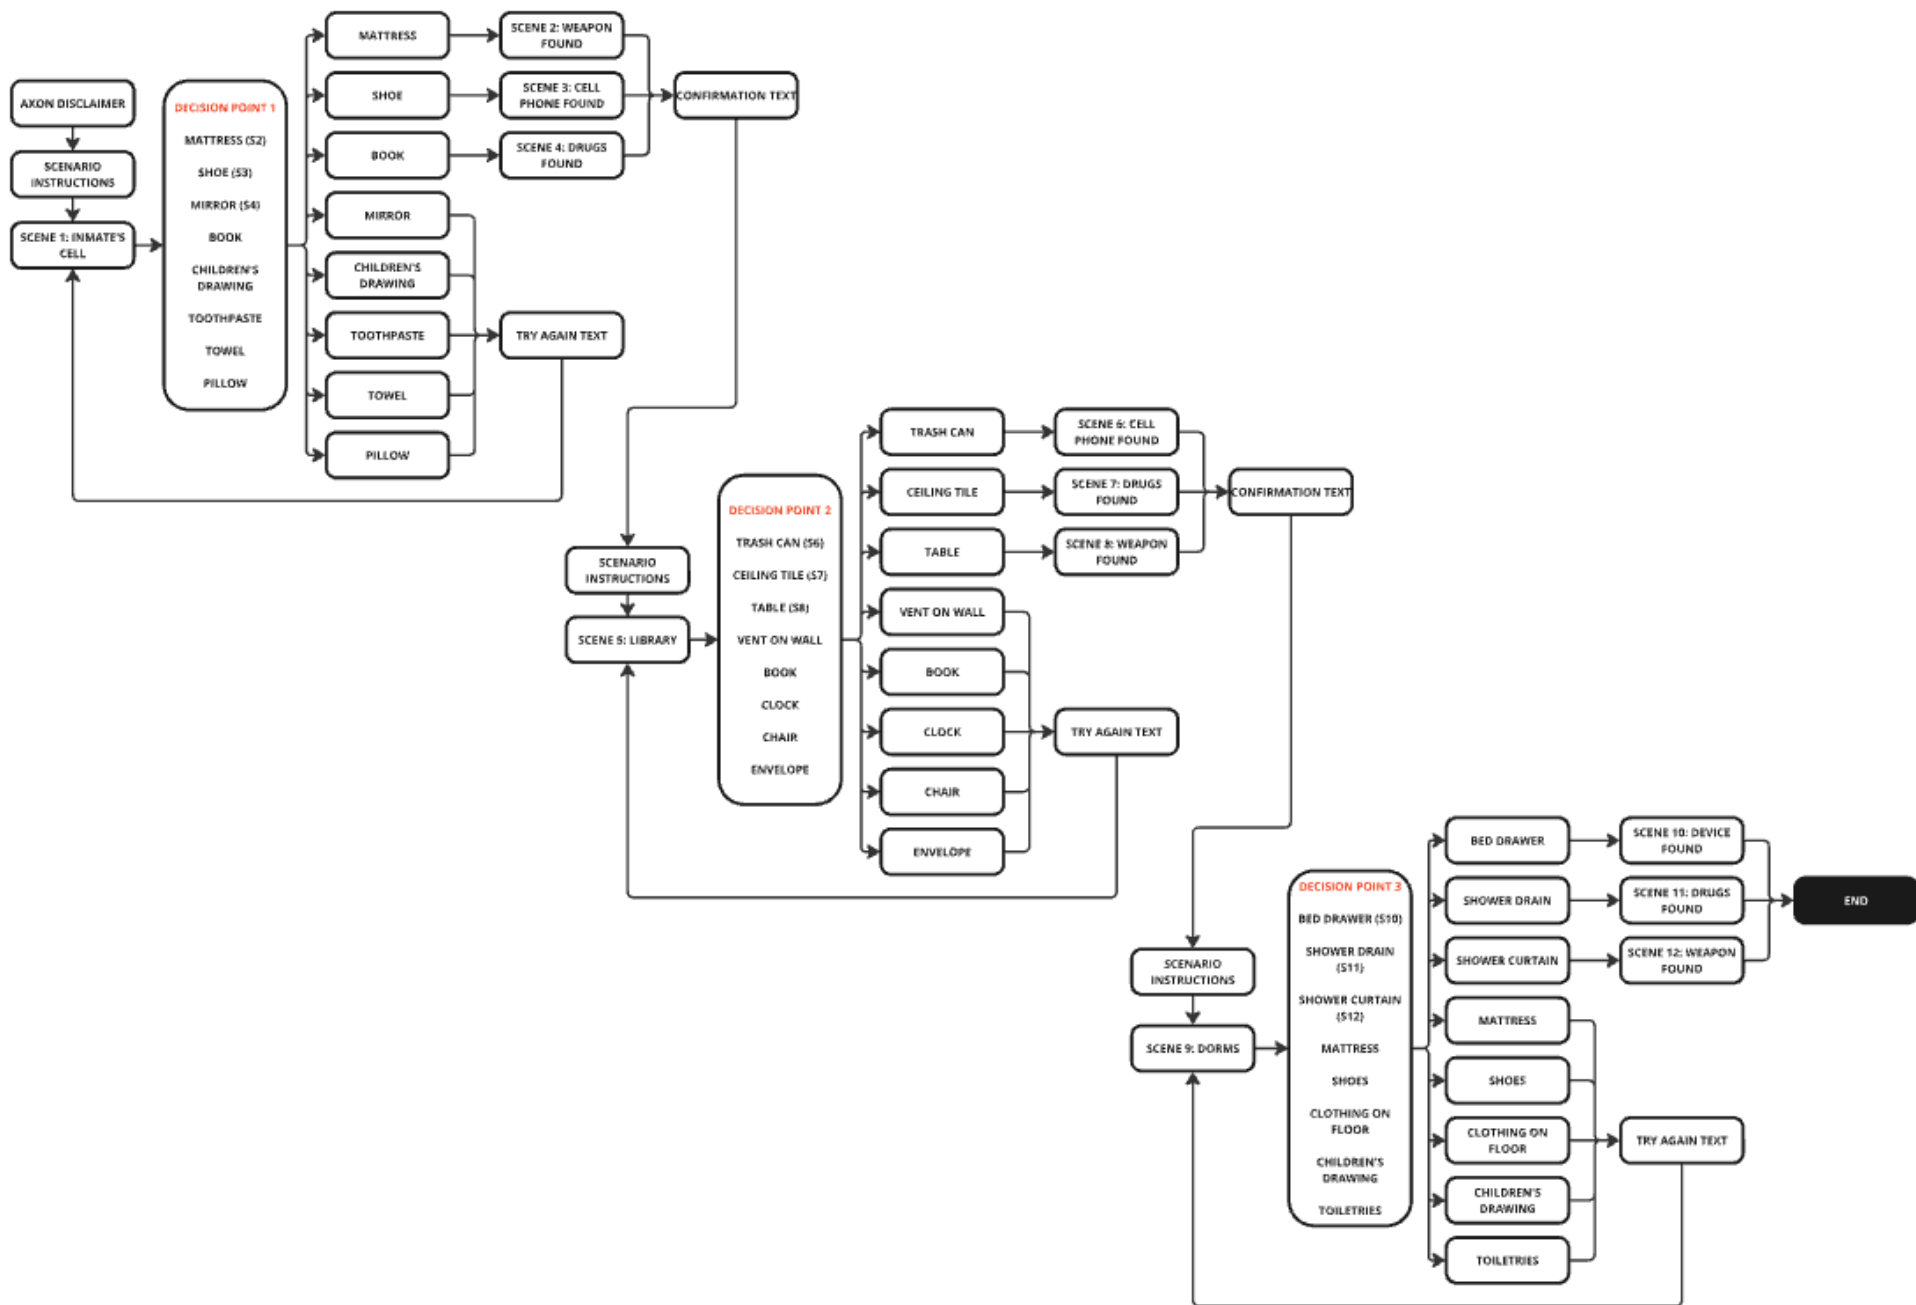 AXON DISCLAIMER
SCENARIO
INSTRUCTIONS
SCENE 1: INMATE'S
CELL
DECISION POINT 1
MATTRESS (S2)
SHOE (S3)
MIRROR (S4)
BOOK
CHILDREN'S
DRAWING
TOOTHPASTE
TOWEL
PILLOW
MATTRESS
SHOE
BOOK
MIRROR
CHILDREN'S
DRAWING
TOOTHPASTE
TOWEL
PILLOW
SCENE 2: WEAPON
FOUND
SCENE 3: CELL
PHONE FOUND
SCENE 4: DRUGS
FOUND
TRY AGAIN TEXT
CONFIRMATION TEXT
SCENARIO
INSTRUCTIONS
SCENE 5: LIBRARY
DECISION POINT 2
TRASH CAN (S6)
CEILING TILE (S7)
TABLE (S8)
VENT ON WALL
BOOK
CLOCK
CHAIR
ENVELOPE
TRASH CAN
CEILING TILE
TABLE
VENT ON WALL
BOOK
CLOCK
CHAIR
ENVELOPE
SCENE 6: CELL
PHONE FOUND
SCENE 7: DRUGS
FOUND
SCENE 8: WEAPON
FOUND
TRY AGAIN TEXT
CONFIRMATION TEXT
SCENARIO
INSTRUCTIONS
SCENE 9: DORMS
DECISION POINT 3
BED DRAWER (S10)
SHOWER DRAIN
(S11)
SHOWER CURTAIN
(S12)
MATTRESS
SHOES
CLOTHING ON
FLOOR
CHILDREN'S
DRAWING
TOILETRIES
BED DRAWER
SHOWER DRAIN
SHOWER CURTAIN
MATTRESS
SHOES
CLOTHING ON
FLOOR
CHILDREN'S
DRAWING
TOILETRIES
SCENE 10: DEVICE
FOUND
SCENE 11: DRUGS
FOUND
SCENE 12: WEAPON
FOUND
TRY AGAIN TEXT
END